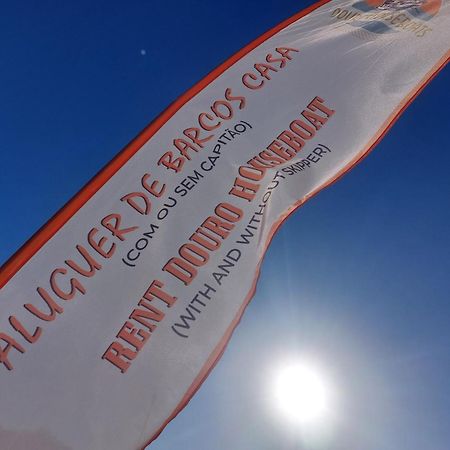 ALUGUER DE BARCOS CASA
(COM OU SEM CAPITÃO)
RENT DOURO HOUSEBOAT
(WITH AND WITHOUT SKIPPER)